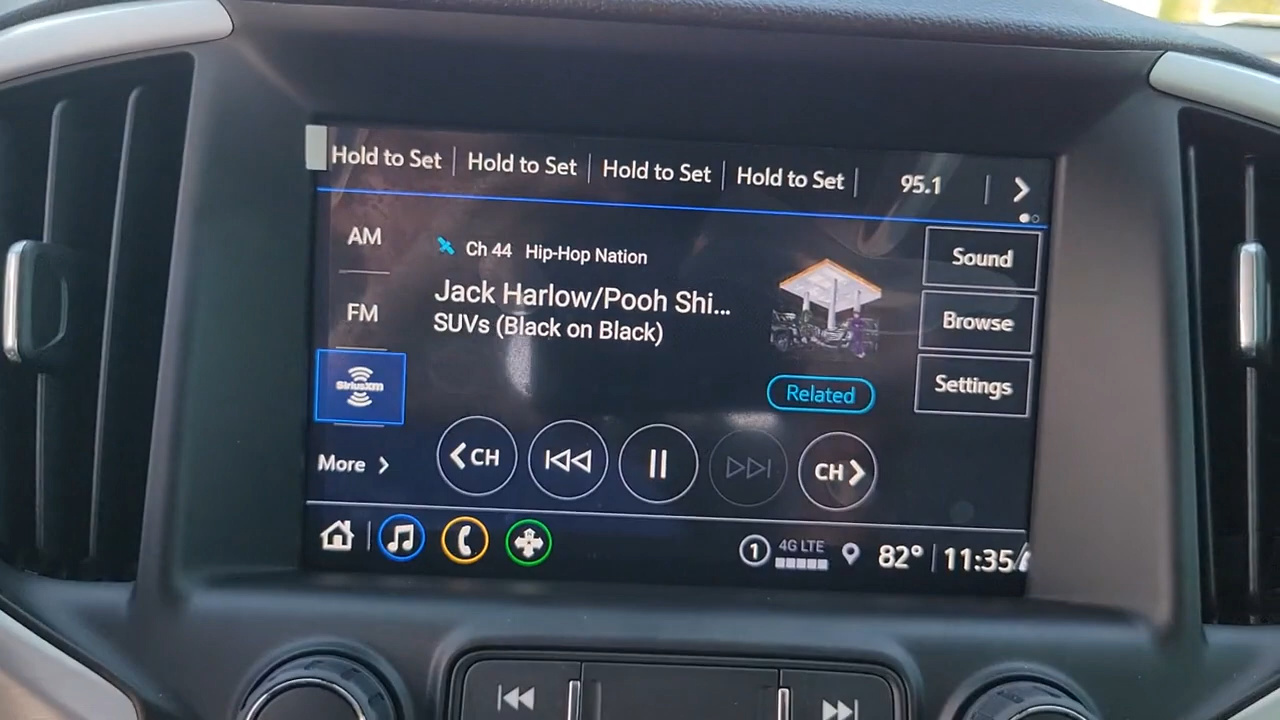 Hold to Set Hold to Set Hold to Set Hold to Set 95.1
AM
Ch 44 Hip-Hop Nation
Sound
Jack Harlow/Pooh Shi...
FM
SUVs (Black on Black)
Browse
SiriusXM
Related
Settings
More
CH
CH
1 4G LTE 82° 11:35